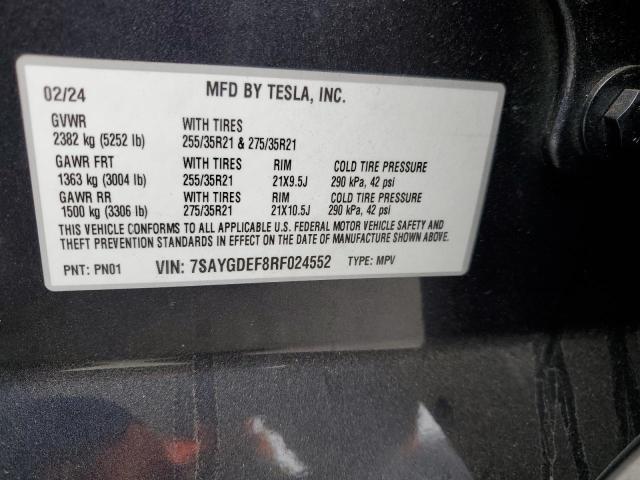 02/24 MFD BY TESLA, INC.
GVWR WITH TIRES
2382 kg (5252 lb) 255/35R21 & 275/35R21
GAWR FRT WITH TIRES RIM COLD TIRE PRESSURE
1363 kg (3004 lb) 255/35R21 21X9.5J 290 kPa, 42 psi
GAWR RR WITH TIRES RIM COLD TIRE PRESSURE
1500 kg (3306 lb) 275/35R21 21X10.5J 290 kPa, 42 psi
THIS VEHICLE CONFORMS TO ALL APPLICABLE U.S. FEDERAL MOTOR VEHICLE SAFETY AND
THEFT PREVENTION STANDARDS IN EFFECT ON THE DATE OF MANUFACTURE SHOWN ABOVE.
PNT: PN01 VIN: 7SAYGDEF8RF024552 TYPE: MPV